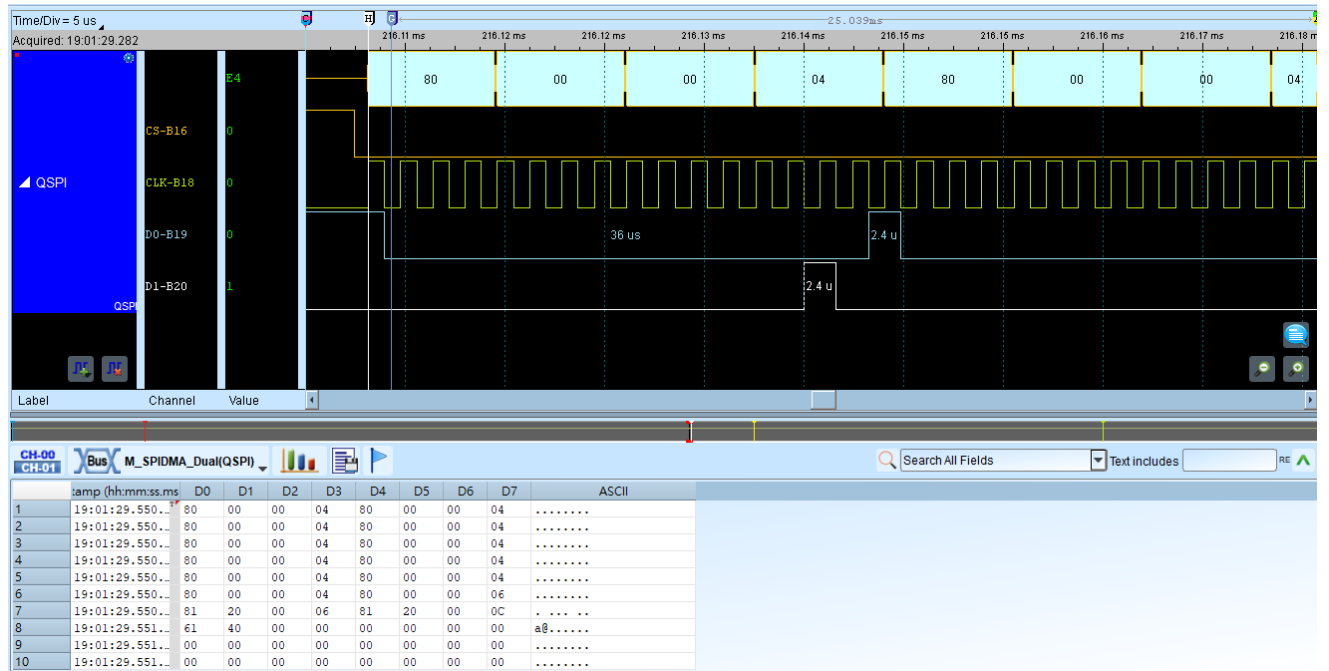 Time/Div = 5 us
C H G 25.039ms
Acquired: 19:01:29.282
216.11 ms 216.12 ms 216.12 ms 216.13 ms 216.14 ms 216.15 ms 216.15 ms 216.16 ms 216.17 ms 216.18 m
E4 80 00 00 04 80 00 00 04
CS-B16 0
QSPI CLK-B18 0
D0-B19 0 36 us 2.4 u
D1-B20 1 2.4 u
QSPI
Label Channel Value
CH-00
CH-01
Bus M_SPIDMA_Dual(QSPI) Search All Fields Text includes RE
:amp (hh:mm:ss.ms D0 D1 D2 D3 D4 D5 D6 D7 ASCII
1 19:01:29.550.. 80 00 00 04 80 00 00 04 ........
2 19:01:29.550.. 80 00 00 04 80 00 00 04 ........
3 19:01:29.550.. 80 00 00 04 80 00 00 04 ........
4 19:01:29.550.. 80 00 00 04 80 00 00 04 ........
5 19:01:29.550.. 80 00 00 04 80 00 00 04 ........
6 19:01:29.550.. 80 00 00 04 80 00 00 06 ........
7 19:01:29.550.. 81 20 00 06 81 20 00 0C . ... ..
8 19:01:29.551.. 61 40 00 00 00 00 00 00 a@......
9 19:01:29.551.. 00 00 00 00 00 00 00 00 ........
10 19:01:29.551.. 00 00 00 00 00 00 00 00 ........